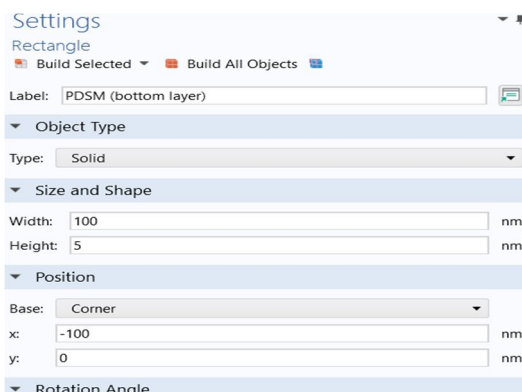 Settings
Rectangle
Build Selected Build All Objects
Label: PDSM (bottom layer)
Object Type
Type: Solid
Size and Shape
Width: 100 nm
Height: 5 nm
Position
Base: Corner
x: -100 nm
y: 0 nm
Rotation Angle